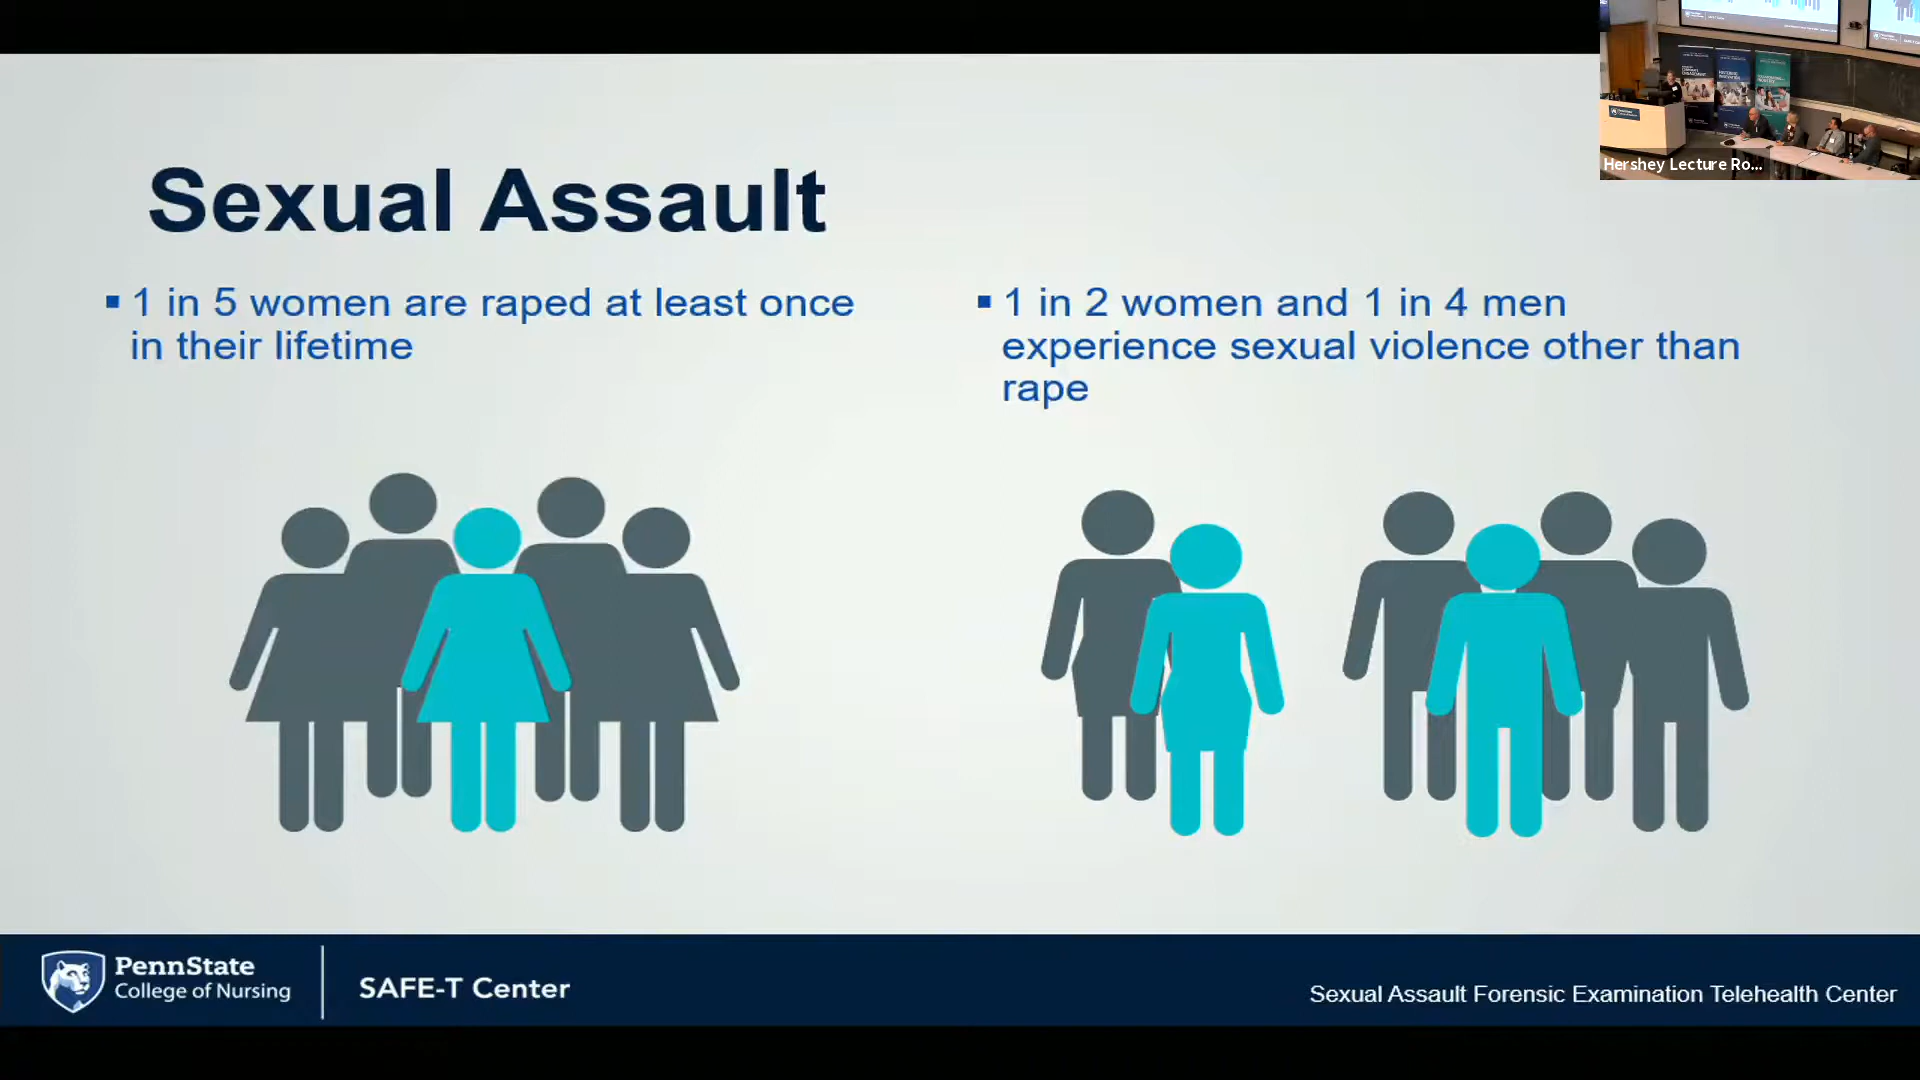 Sexual Assault
▪ 1 in 5 women are raped at least once
in their lifetime
▪ 1 in 2 women and 1 in 4 men
experience sexual violence other than
rape
Hershey Lecture Ro...
PennState
College of Nursing
SAFE-T Center
Sexual Assault Forensic Examination Telehealth Center